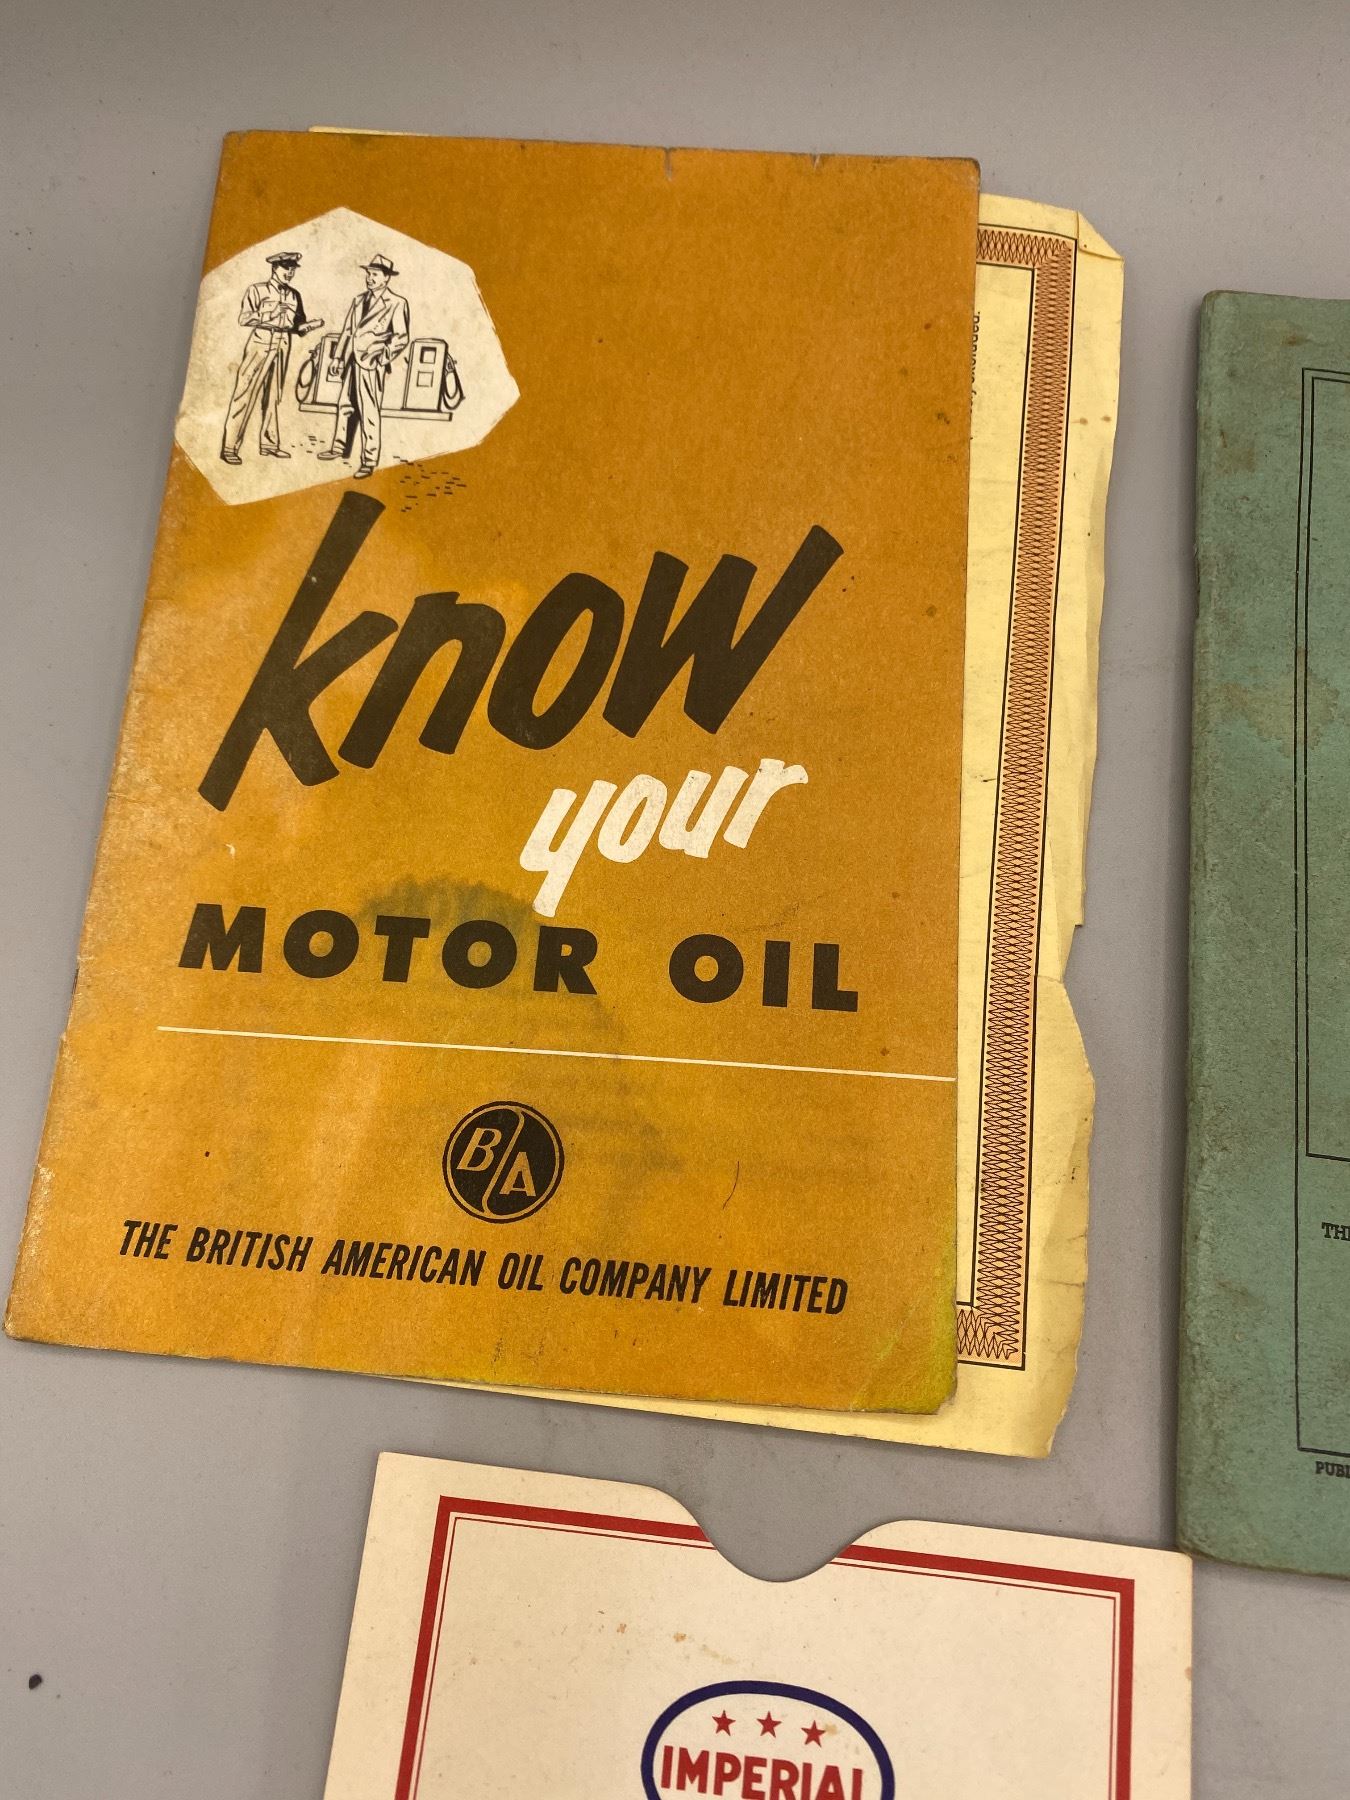 know
your
MOTOR OIL
B/A
THE BRITISH AMERICAN OIL COMPANY LIMITED
IMPERIAL